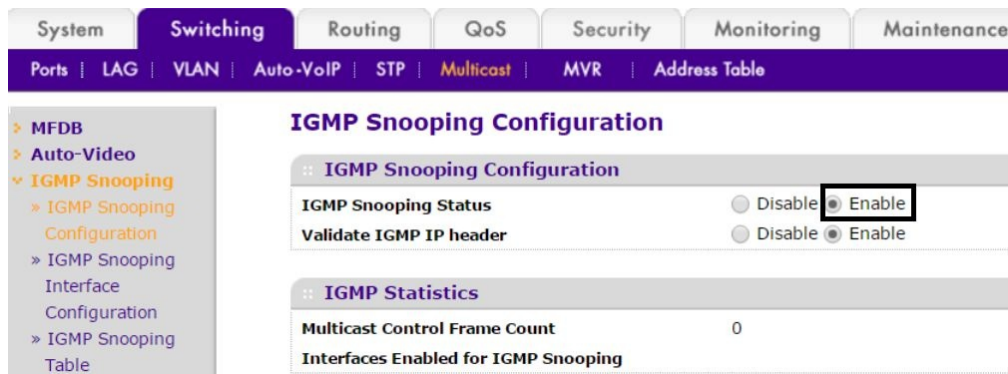 System Switching Routing QoS Security Monitoring Maintenance
Ports LAG VLAN Auto-VoIP STP Multicast MVR Address Table
MFDB
Auto-Video
IGMP Snooping
» IGMP Snooping
Configuration
» IGMP Snooping
Interface
Configuration
» IGMP Snooping
Table
IGMP Snooping Configuration
IGMP Snooping Configuration
IGMP Snooping Status Disable Enable
Validate IGMP IP header Disable Enable
IGMP Statistics
Multicast Control Frame Count 0
Interfaces Enabled for IGMP Snooping